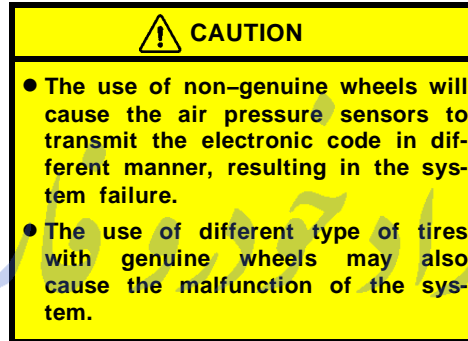 CAUTION
● The use of non–genuine wheels will
cause the air pressure sensors to
transmit the electronic code in dif-
ferent manner, resulting in the sys-
tem failure.
● The use of different type of tires
with genuine wheels may also
cause the malfunction of the sys-
tem.